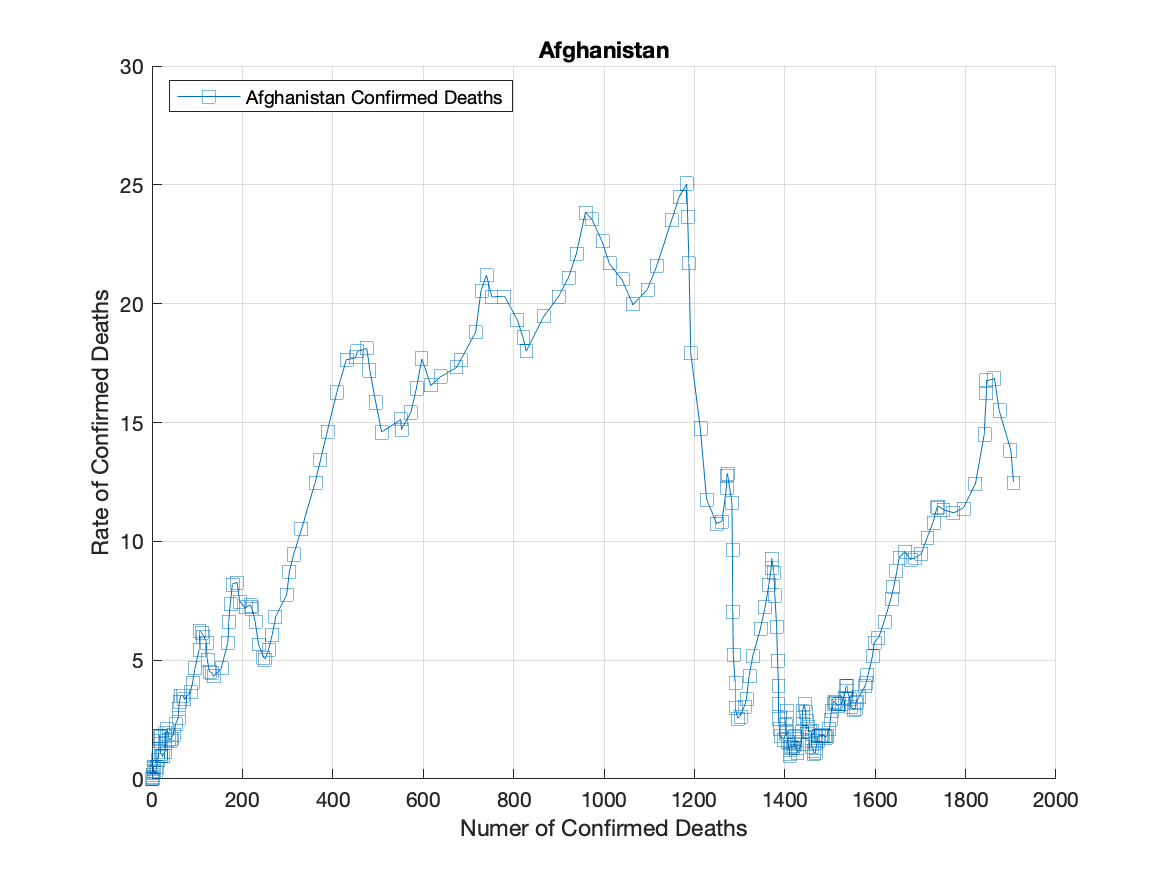 Afghanistan
30
Afghanistan Confirmed Deaths
25
20
15
10
5
0
Rate of Confirmed Deaths
0 200 400 600 800 1000 1200 1400 1600 1800 2000
Numer of Confirmed Deaths